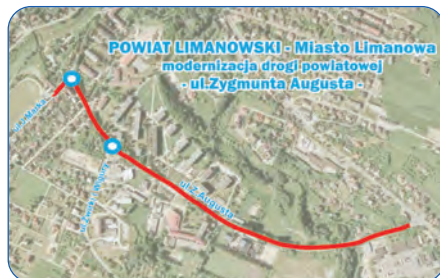 POWIAT LIMANOWSKI - Miasto Limanowa
modernizacja drogi powiatowej
- ul.Zygmunta Augusta -
ul.Z.Augusta